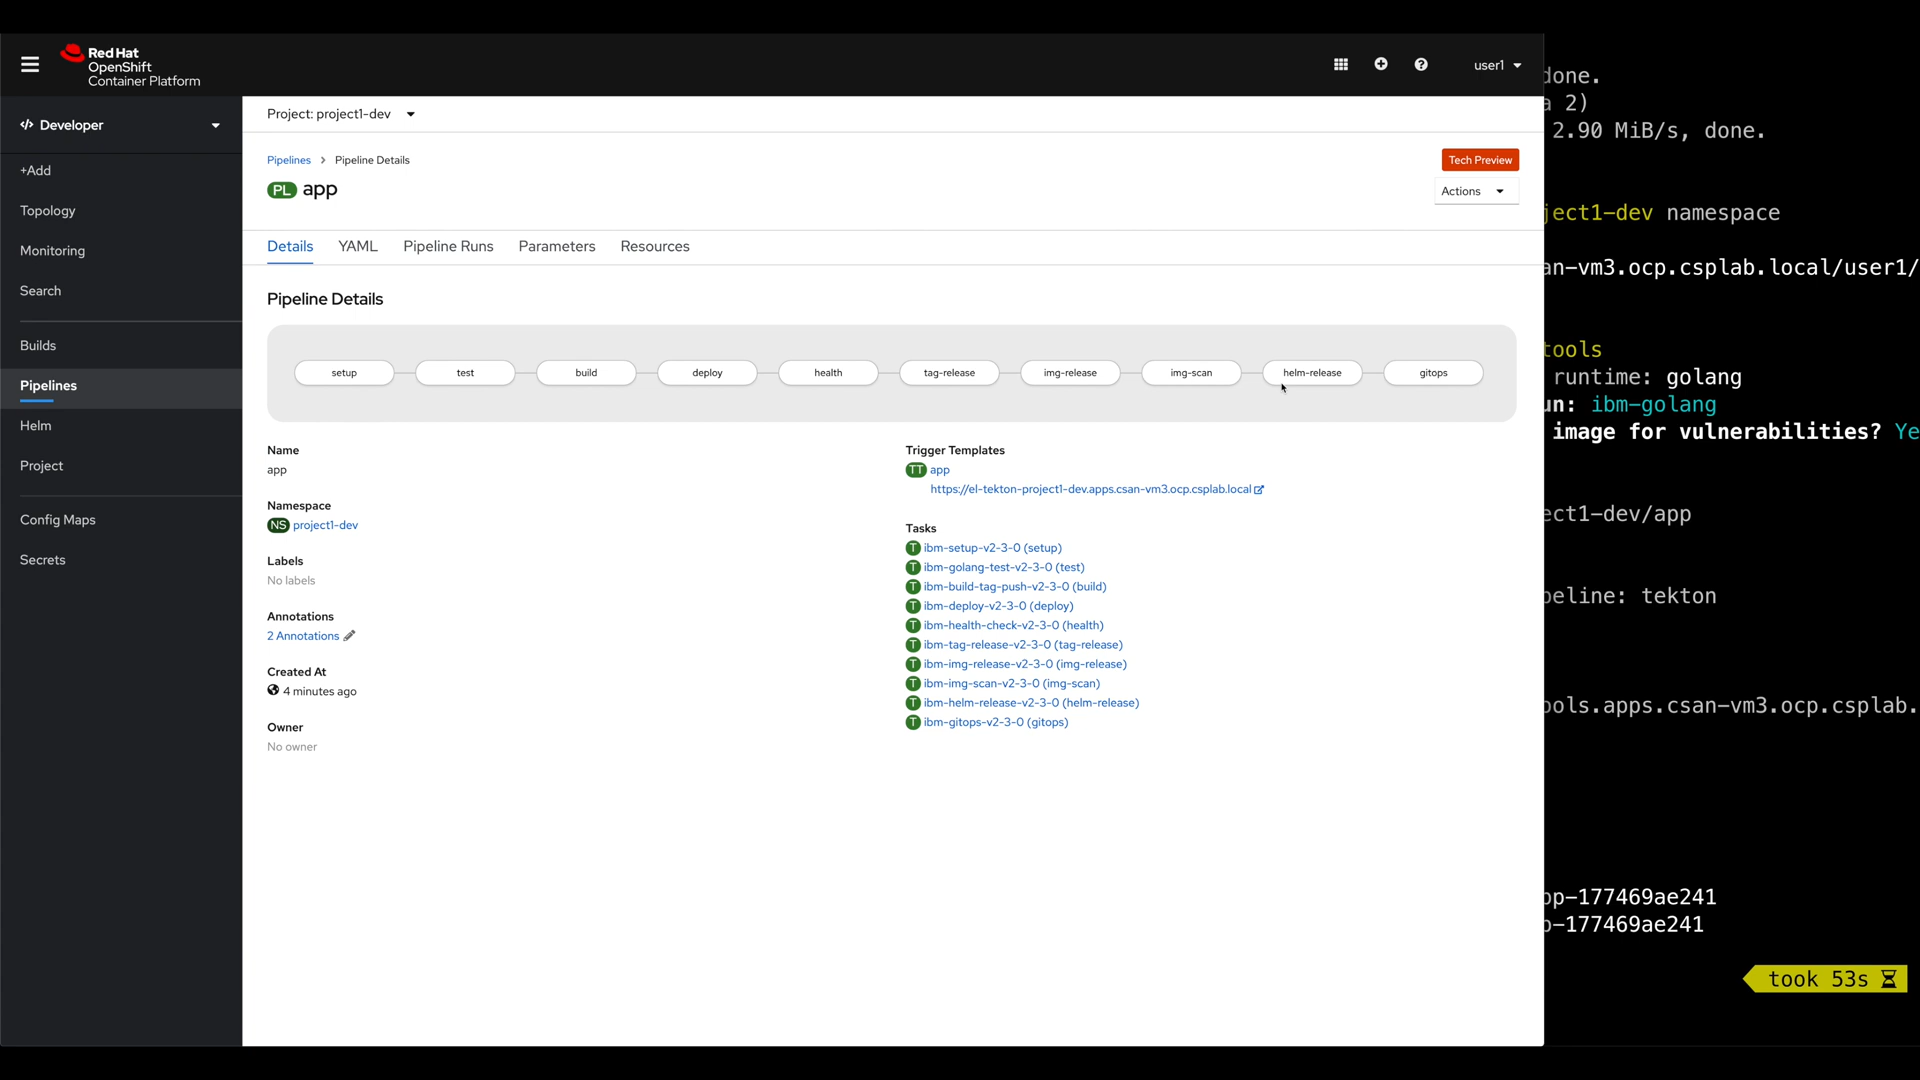 Red Hat
OpenShift
Container Platform
user1
Developer
+Add
Topology
Monitoring
Search
Builds
Pipelines
Helm
Project
Config Maps
Secrets
Project: project1-dev
Pipelines > Pipeline Details
Tech Preview
PL app
Actions
Details YAML Pipeline Runs Parameters Resources
Pipeline Details
setup test build deploy health tag-release img-release img-scan helm-release gitops
Name
app
Namespace
NS project1-dev
Labels
No labels
Annotations
2 Annotations
Created At
4 minutes ago
Owner
No owner
Trigger Templates
TT app
https://el-tekton-project1-dev.apps.csan-vm3.ocp.csplab.local
Tasks
T ibm-setup-v2-3-0 (setup)
T ibm-golang-test-v2-3-0 (test)
T ibm-build-tag-push-v2-3-0 (build)
T ibm-deploy-v2-3-0 (deploy)
T ibm-health-check-v2-3-0 (health)
T ibm-tag-release-v2-3-0 (tag-release)
T ibm-img-release-v2-3-0 (img-release)
T ibm-img-scan-v2-3-0 (img-scan)
T ibm-helm-release-v2-3-0 (helm-release)
T ibm-gitops-v2-3-0 (gitops)
done.
a 2)
2.90 MiB/s, done.
ject1-dev namespace
an-vm3.ocp.csplab.local/user1/
tools
runtime: golang
un: ibm-golang
image for vulnerabilities? Ye
ect1-dev/app
peline: tekton
ools.apps.csan-vm3.ocp.csplab.
pp-177469ae241
p-177469ae241
took 53s